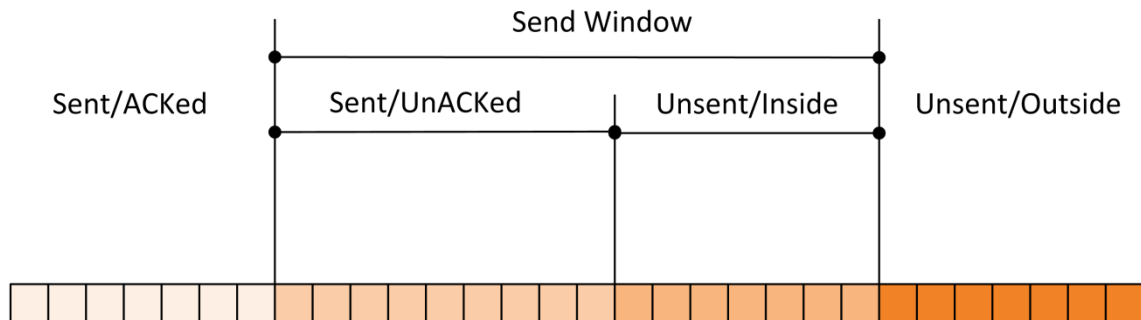 Send Window
Sent/ACKed
Sent/UnACKed
Unsent/Inside
Unsent/Outside